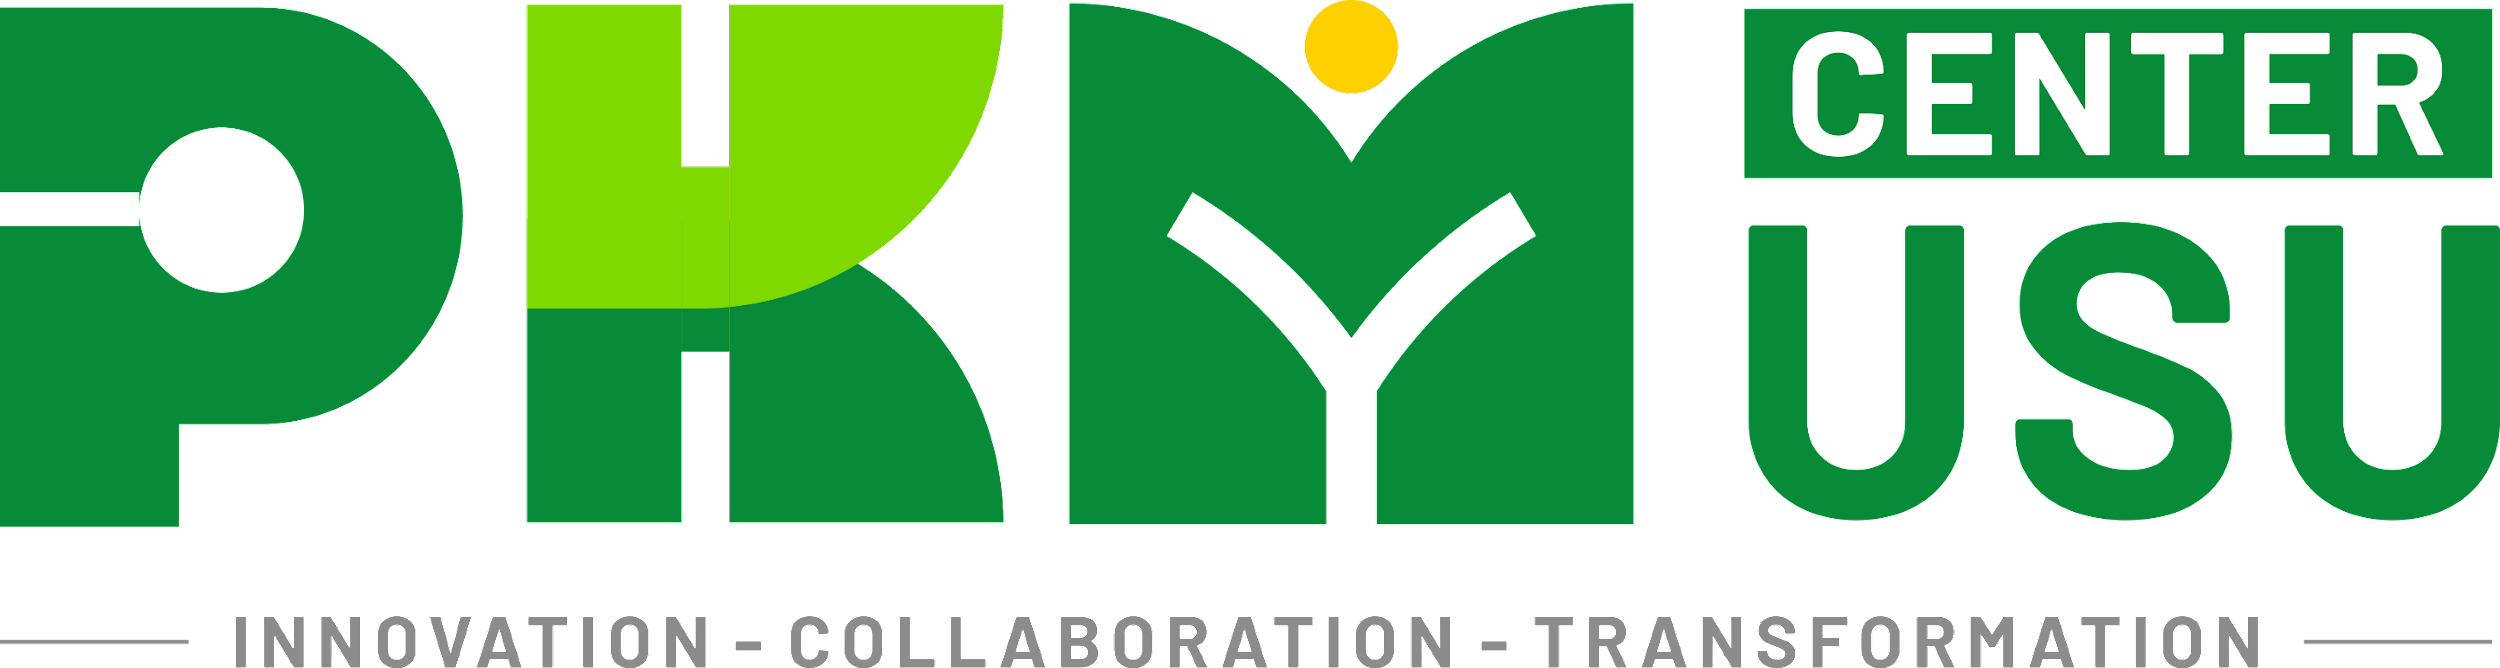 PKM
CENTER
USU
INNOVATION - COLLABORATION - TRANSFORMATION